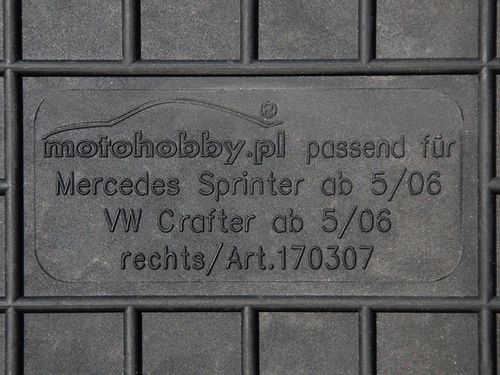 motohobby.pl ® passend für
Mercedes Sprinter ab 5/06
VW Crafter ab 5/06
rechts/Art.170307